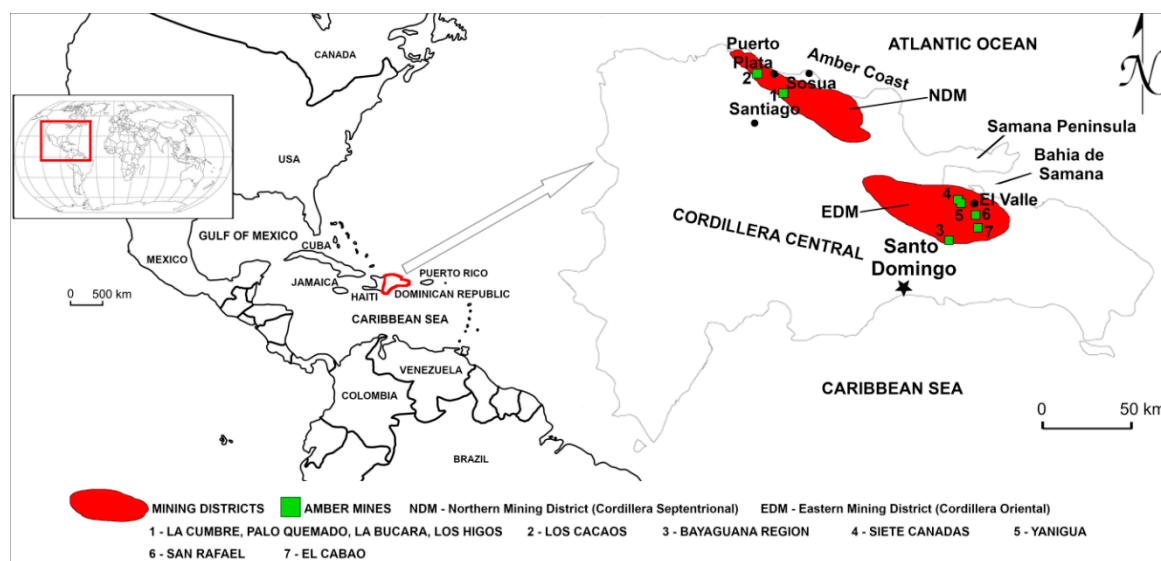 CANADA
USA
GULF OF MEXICO
MEXICO
CUBA
JAMAICA
HAITI
PUERTO RICO
DOMINICAN REPUBLIC
CARIBBEAN SEA
VENEZUELA
COLOMBIA
BRAZIL
0 500 km
Puerto
Plata
2
Sosua
1
Santiago
Amber Coast
ATLANTIC OCEAN
N
NDM
Samana Peninsula
Bahia de
Samana
EDM
4
5
El Valle
6
7
3
CORDILLERA CENTRAL
Santo
Domingo
CARIBBEAN SEA
0 50 km
MINING DISTRICTS AMBER MINES NDM - Northern Mining District (Cordillera Septentrional) EDM - Eastern Mining District (Cordillera Oriental)
1 - LA CUMBRE, PALO QUEMADO, LA BUCARA, LOS HIGOS 2 - LOS CACAOS 3 - BAYAGUANA REGION 4 - SIETE CANADAS 5 - YANIGUA
6 - SAN RAFAEL 7 - EL CABAO